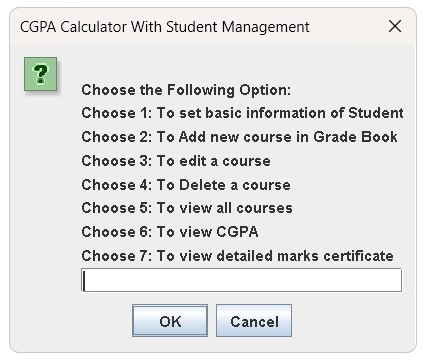 CGPA Calculator With Student Management
?
Choose the Following Option:
Choose 1: To set basic information of Student
Choose 2: To Add new course in Grade Book
Choose 3: To edit a course
Choose 4: To Delete a course
Choose 5: To view all courses
Choose 6: To view CGPA
Choose 7: To view detailed marks certificate
OK Cancel